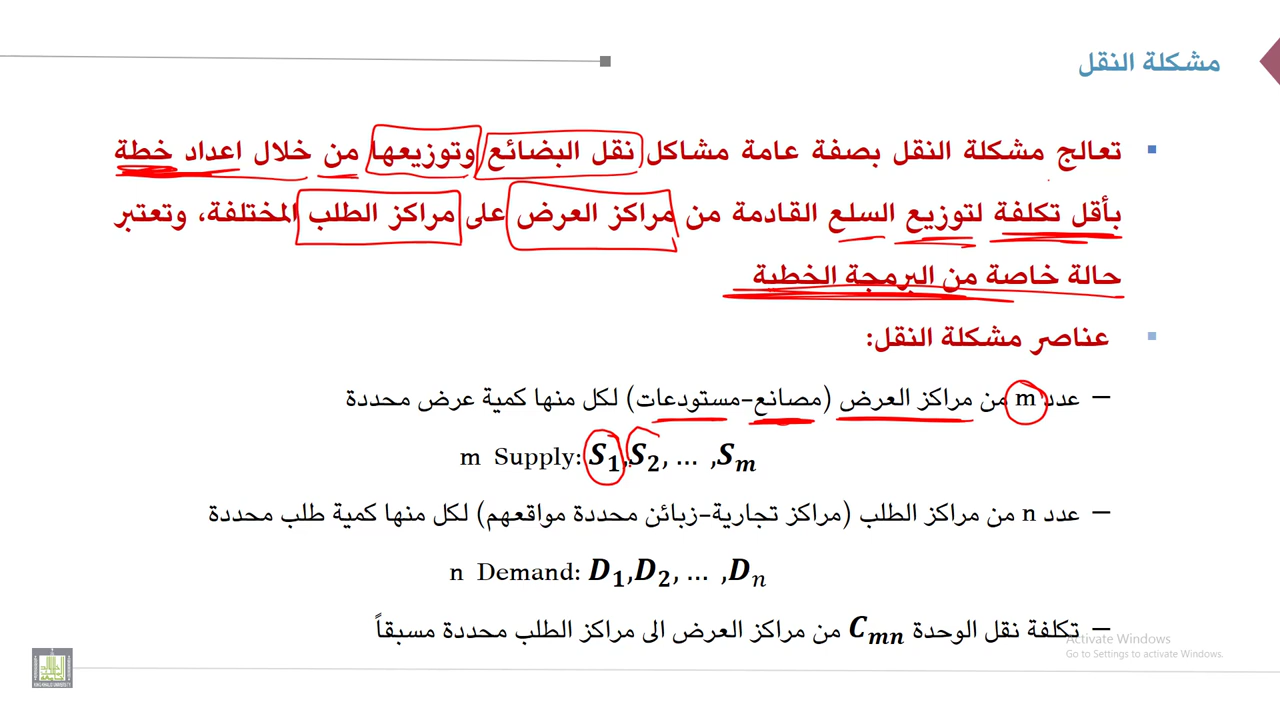 مشكلة النقل
تعالج مشكلة النقل بصفة عامة مشاكل نقل البضائع وتوزيعها من خلال اعداد خطة
بأقل تكلفة لتوزيع السلع القادمة من مراكز العرض على مراكز الطلب المختلفة، وتعتبر
حالة خاصة من البرمجة الخطية
عناصر مشكلة النقل:
– عدد m من مراكز العرض (مصانع-مستودعات) لكل منها كمية عرض محددة
m Supply: S₁,S₂, ... ,Sₘ
– عدد n من مراكز الطلب (مراكز تجارية-زبائن محددة مواقعهم) لكل منها كمية طلب محددة
n Demand: D₁,D₂, ... ,Dₙ
– تكلفة نقل الوحدة Cₘₙ من مراكز العرض الى مراكز الطلب محددة مسبقاً
Activate Windows
Go to Settings to activate Windows.